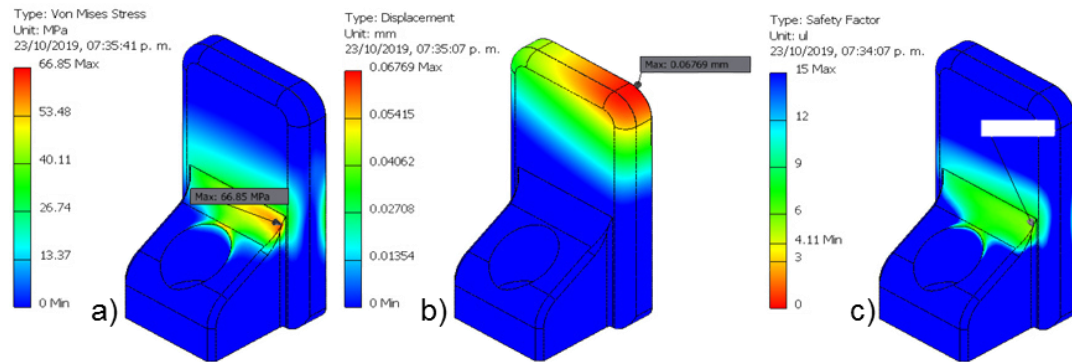 Type: Von Mises Stress
Unit: MPa
23/10/2019, 07:35:41 p. m.
66.85 Max
53.48
40.11
26.74
13.37
0 Min
Max: 66.85 MPa
a)
Type: Displacement
Unit: mm
23/10/2019, 07:35:07 p. m.
0.06769 Max
0.05415
0.04062
0.02708
0.01354
0 Min
Max: 0.06769 mm
b)
Type: Safety Factor
Unit: ul
23/10/2019, 07:34:07 p. m.
15 Max
12
9
6
4.11 Min
3
0
c)